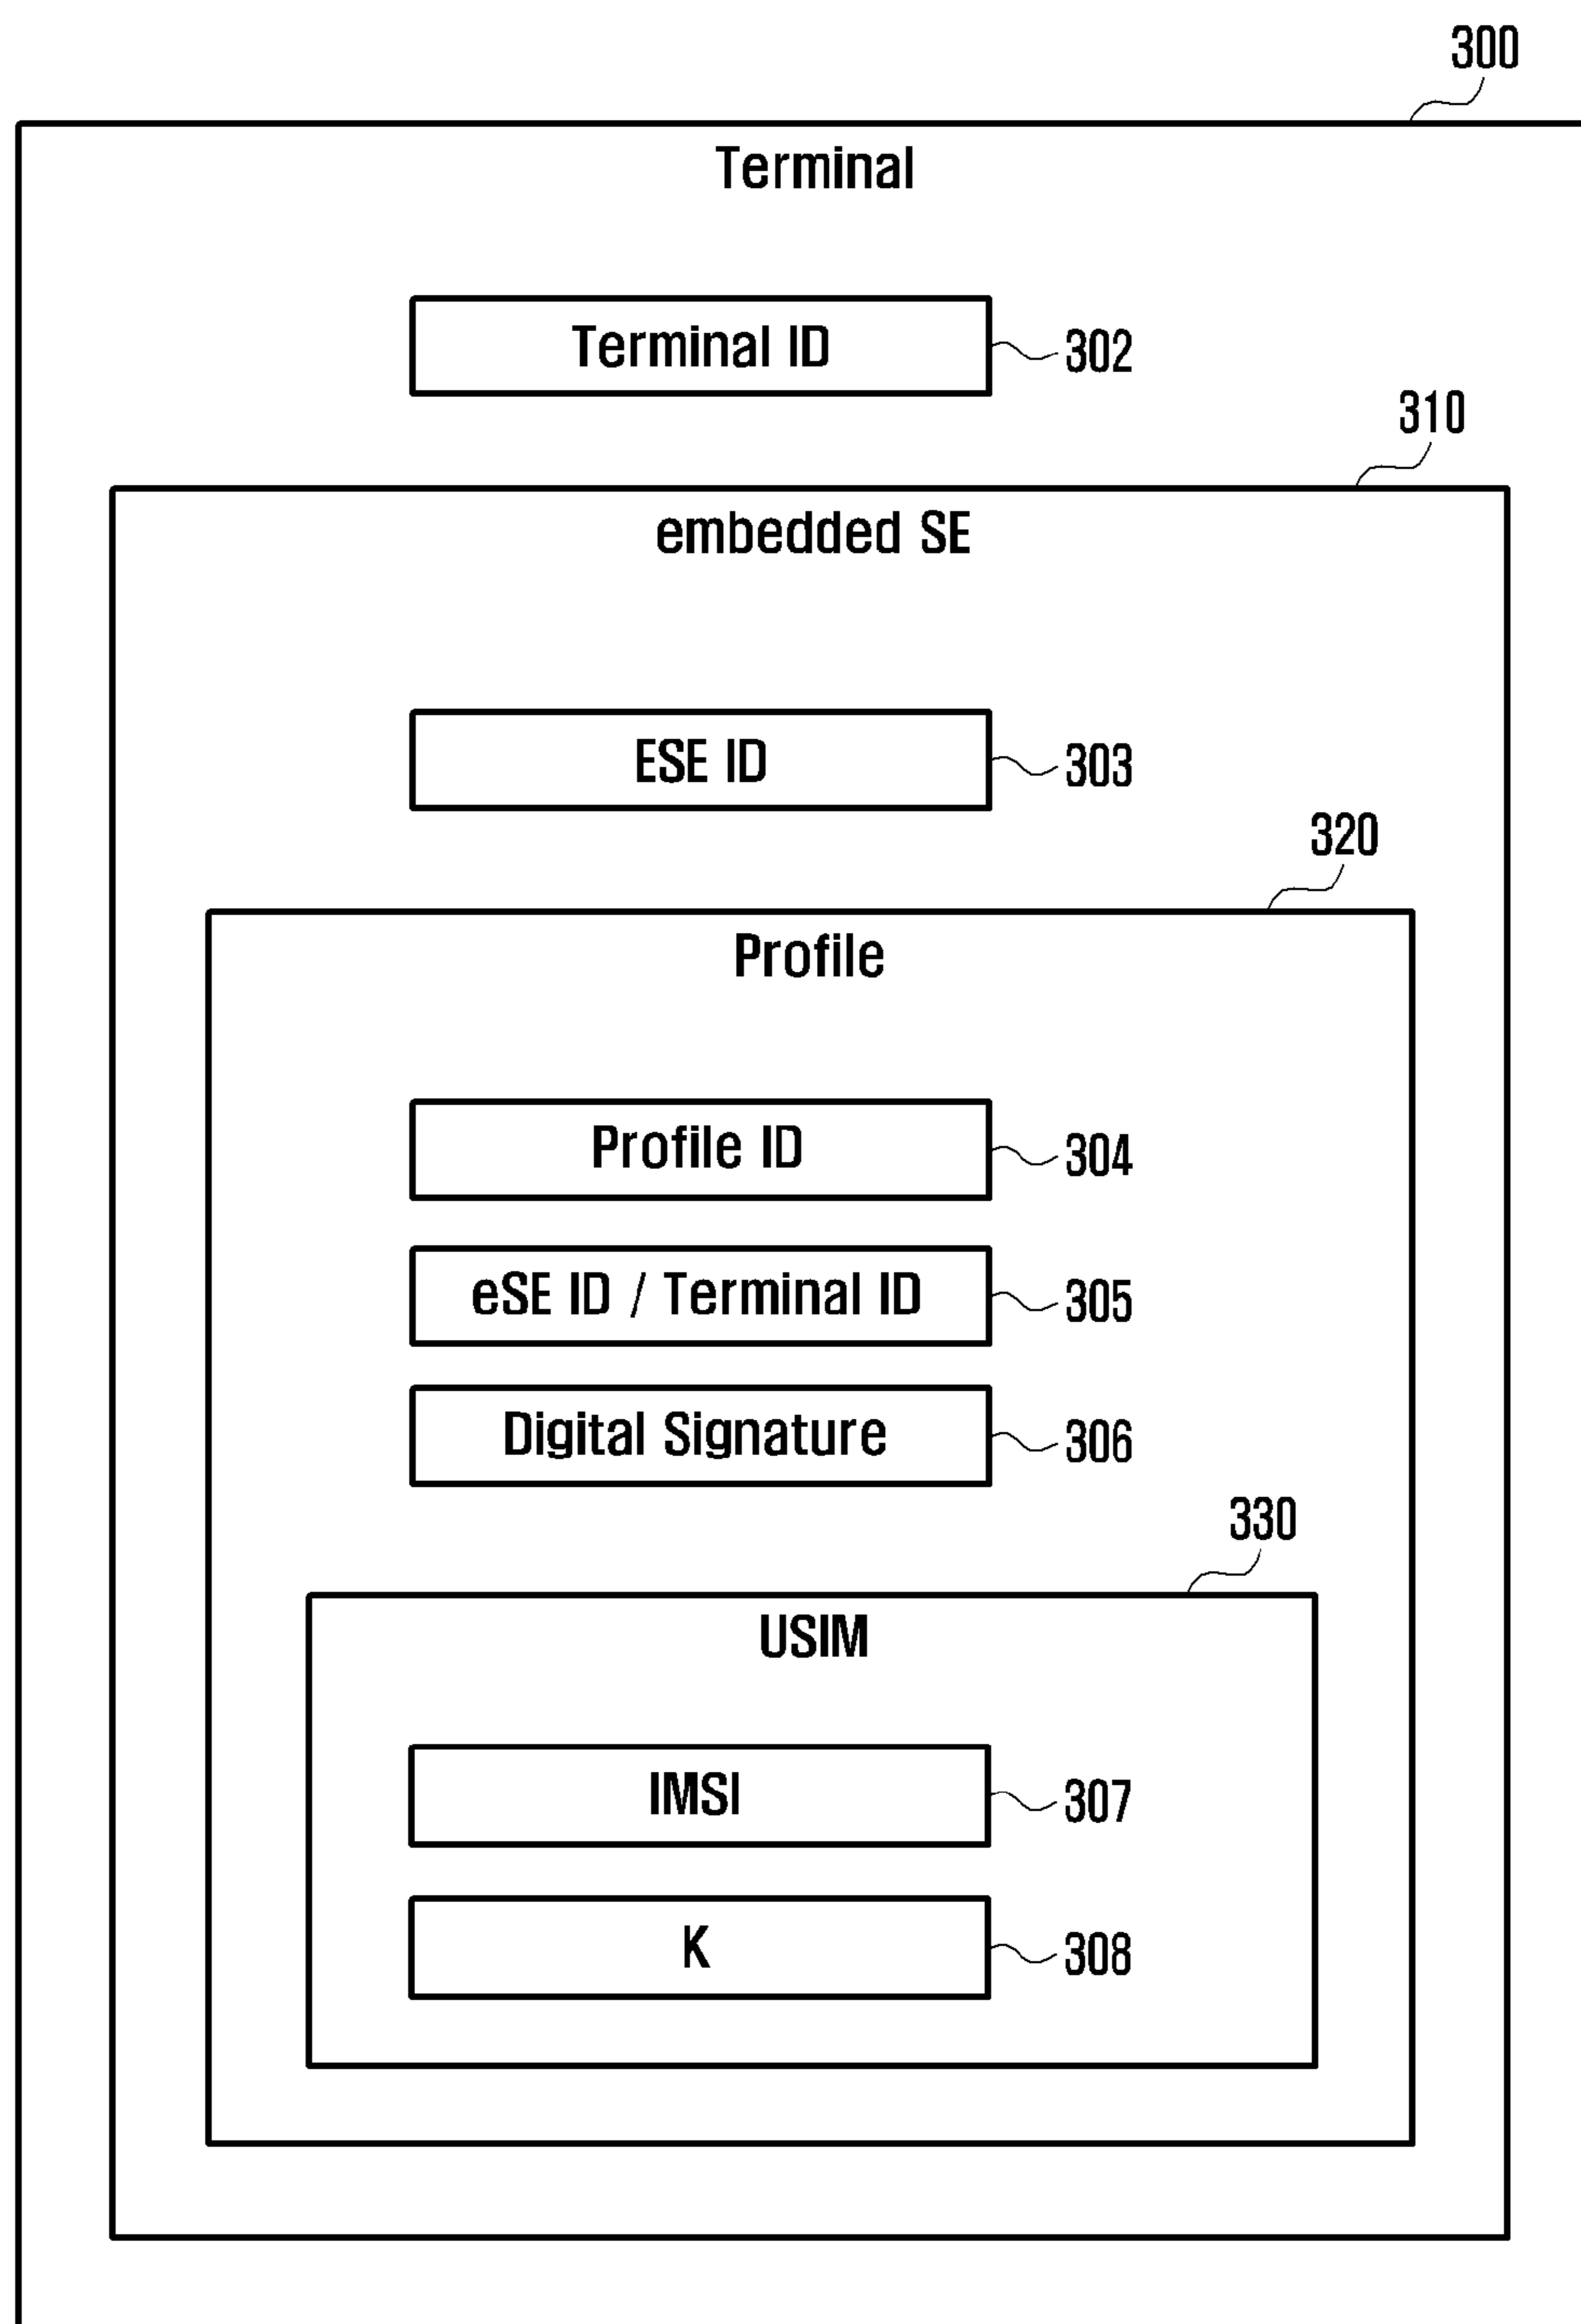 300
Terminal
Terminal ID 302
310
embedded SE
ESE ID 303
320
Profile
Profile ID 304
eSE ID / Terminal ID 305
Digital Signature 306
330
USIM
IMSI 307
K 308